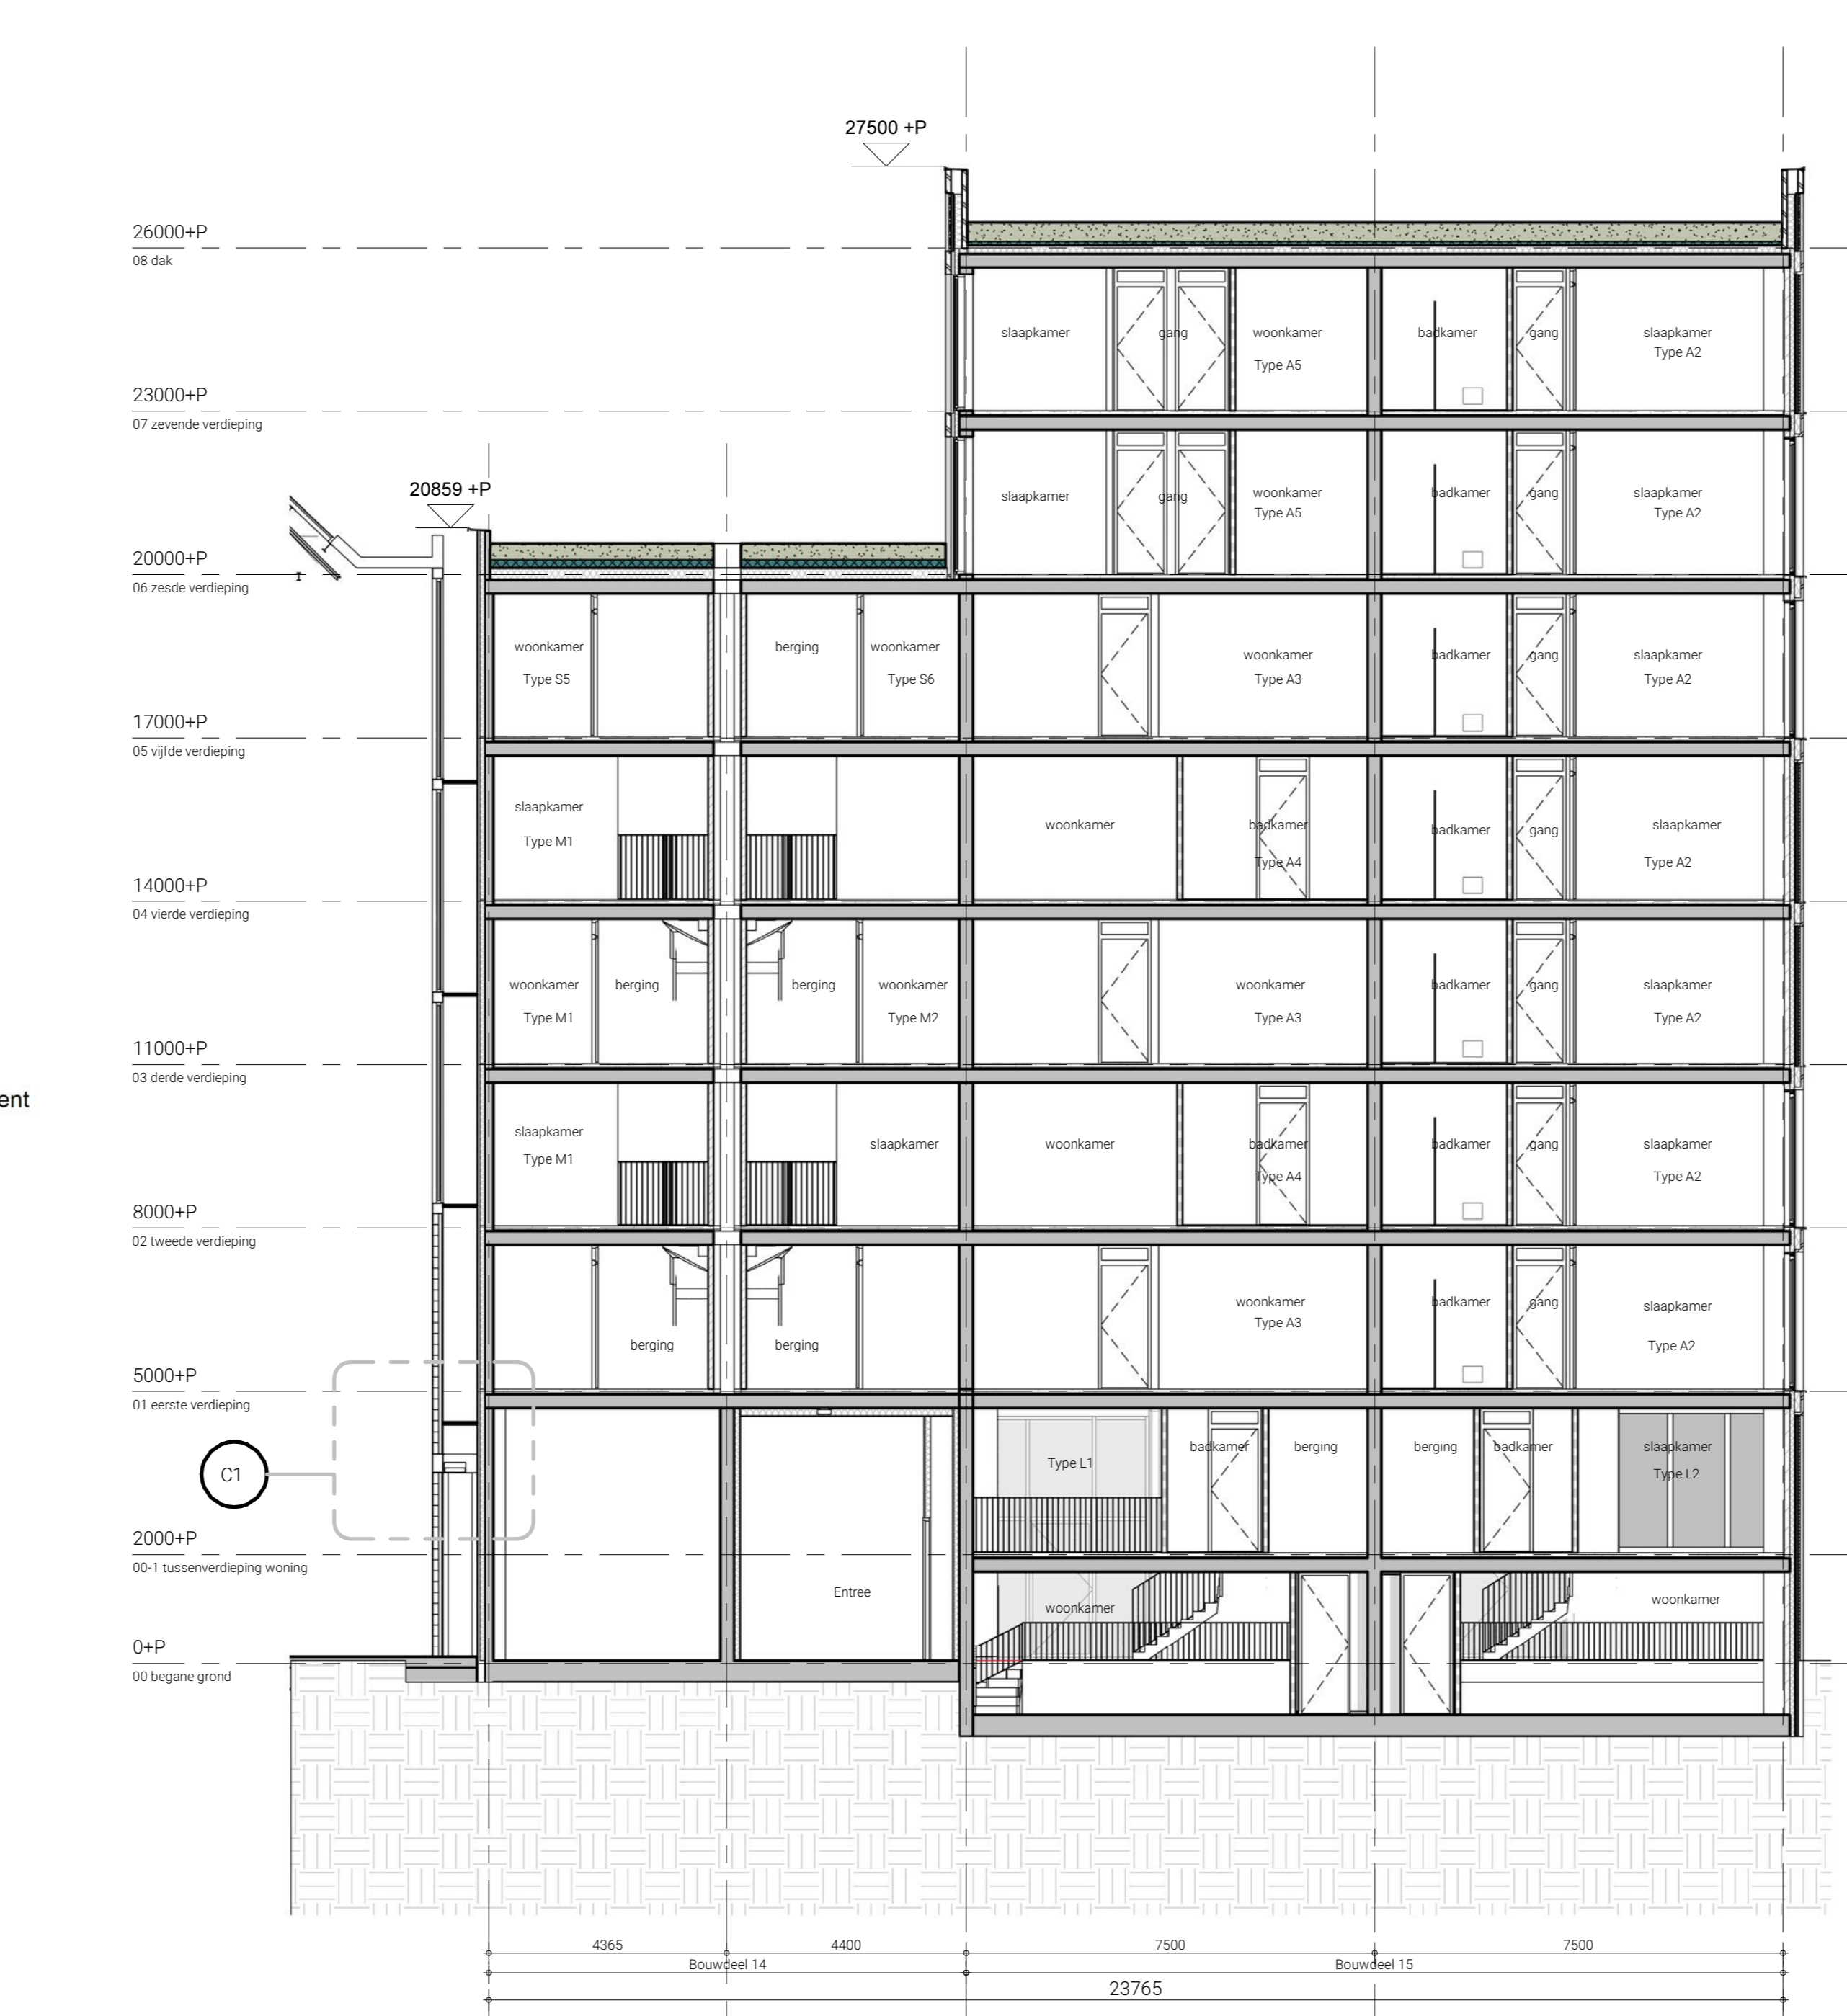 27500 +P
26000+P
08 dak
slaapkamer
gang
woonkamer
Type A5
badkamer
gang
slaapkamer
Type A2
23000+P
07 zevende verdieping
20859 +P
slaapkamer
gang
woonkamer
Type A5
badkamer
gang
slaapkamer
Type A2
20000+P
06 zesde verdieping
woonkamer
Type S5
berging
woonkamer
Type S6
woonkamer
Type A3
badkamer
gang
slaapkamer
Type A2
17000+P
05 vijfde verdieping
slaapkamer
Type M1
woonkamer
badkamer
Type A4
badkamer
gang
slaapkamer
Type A2
14000+P
04 vierde verdieping
woonkamer
Type M1
berging
berging
woonkamer
Type M2
woonkamer
Type A3
badkamer
gang
slaapkamer
Type A2
11000+P
03 derde verdieping
ent
slaapkamer
Type M1
slaapkamer
woonkamer
badkamer
Type A4
badkamer
gang
slaapkamer
Type A2
8000+P
02 tweede verdieping
berging
berging
woonkamer
Type A3
badkamer
gang
slaapkamer
Type A2
5000+P
01 eerste verdieping
C1
Type L1
badkamer
berging
berging
badkamer
slaapkamer
Type L2
2000+P
00-1 tussenverdieping woning
Entree
woonkamer
woonkamer
0+P
00 begane grond
4365
4400
7500
7500
Bouwdeel 14
Bouwdeel 15
23765